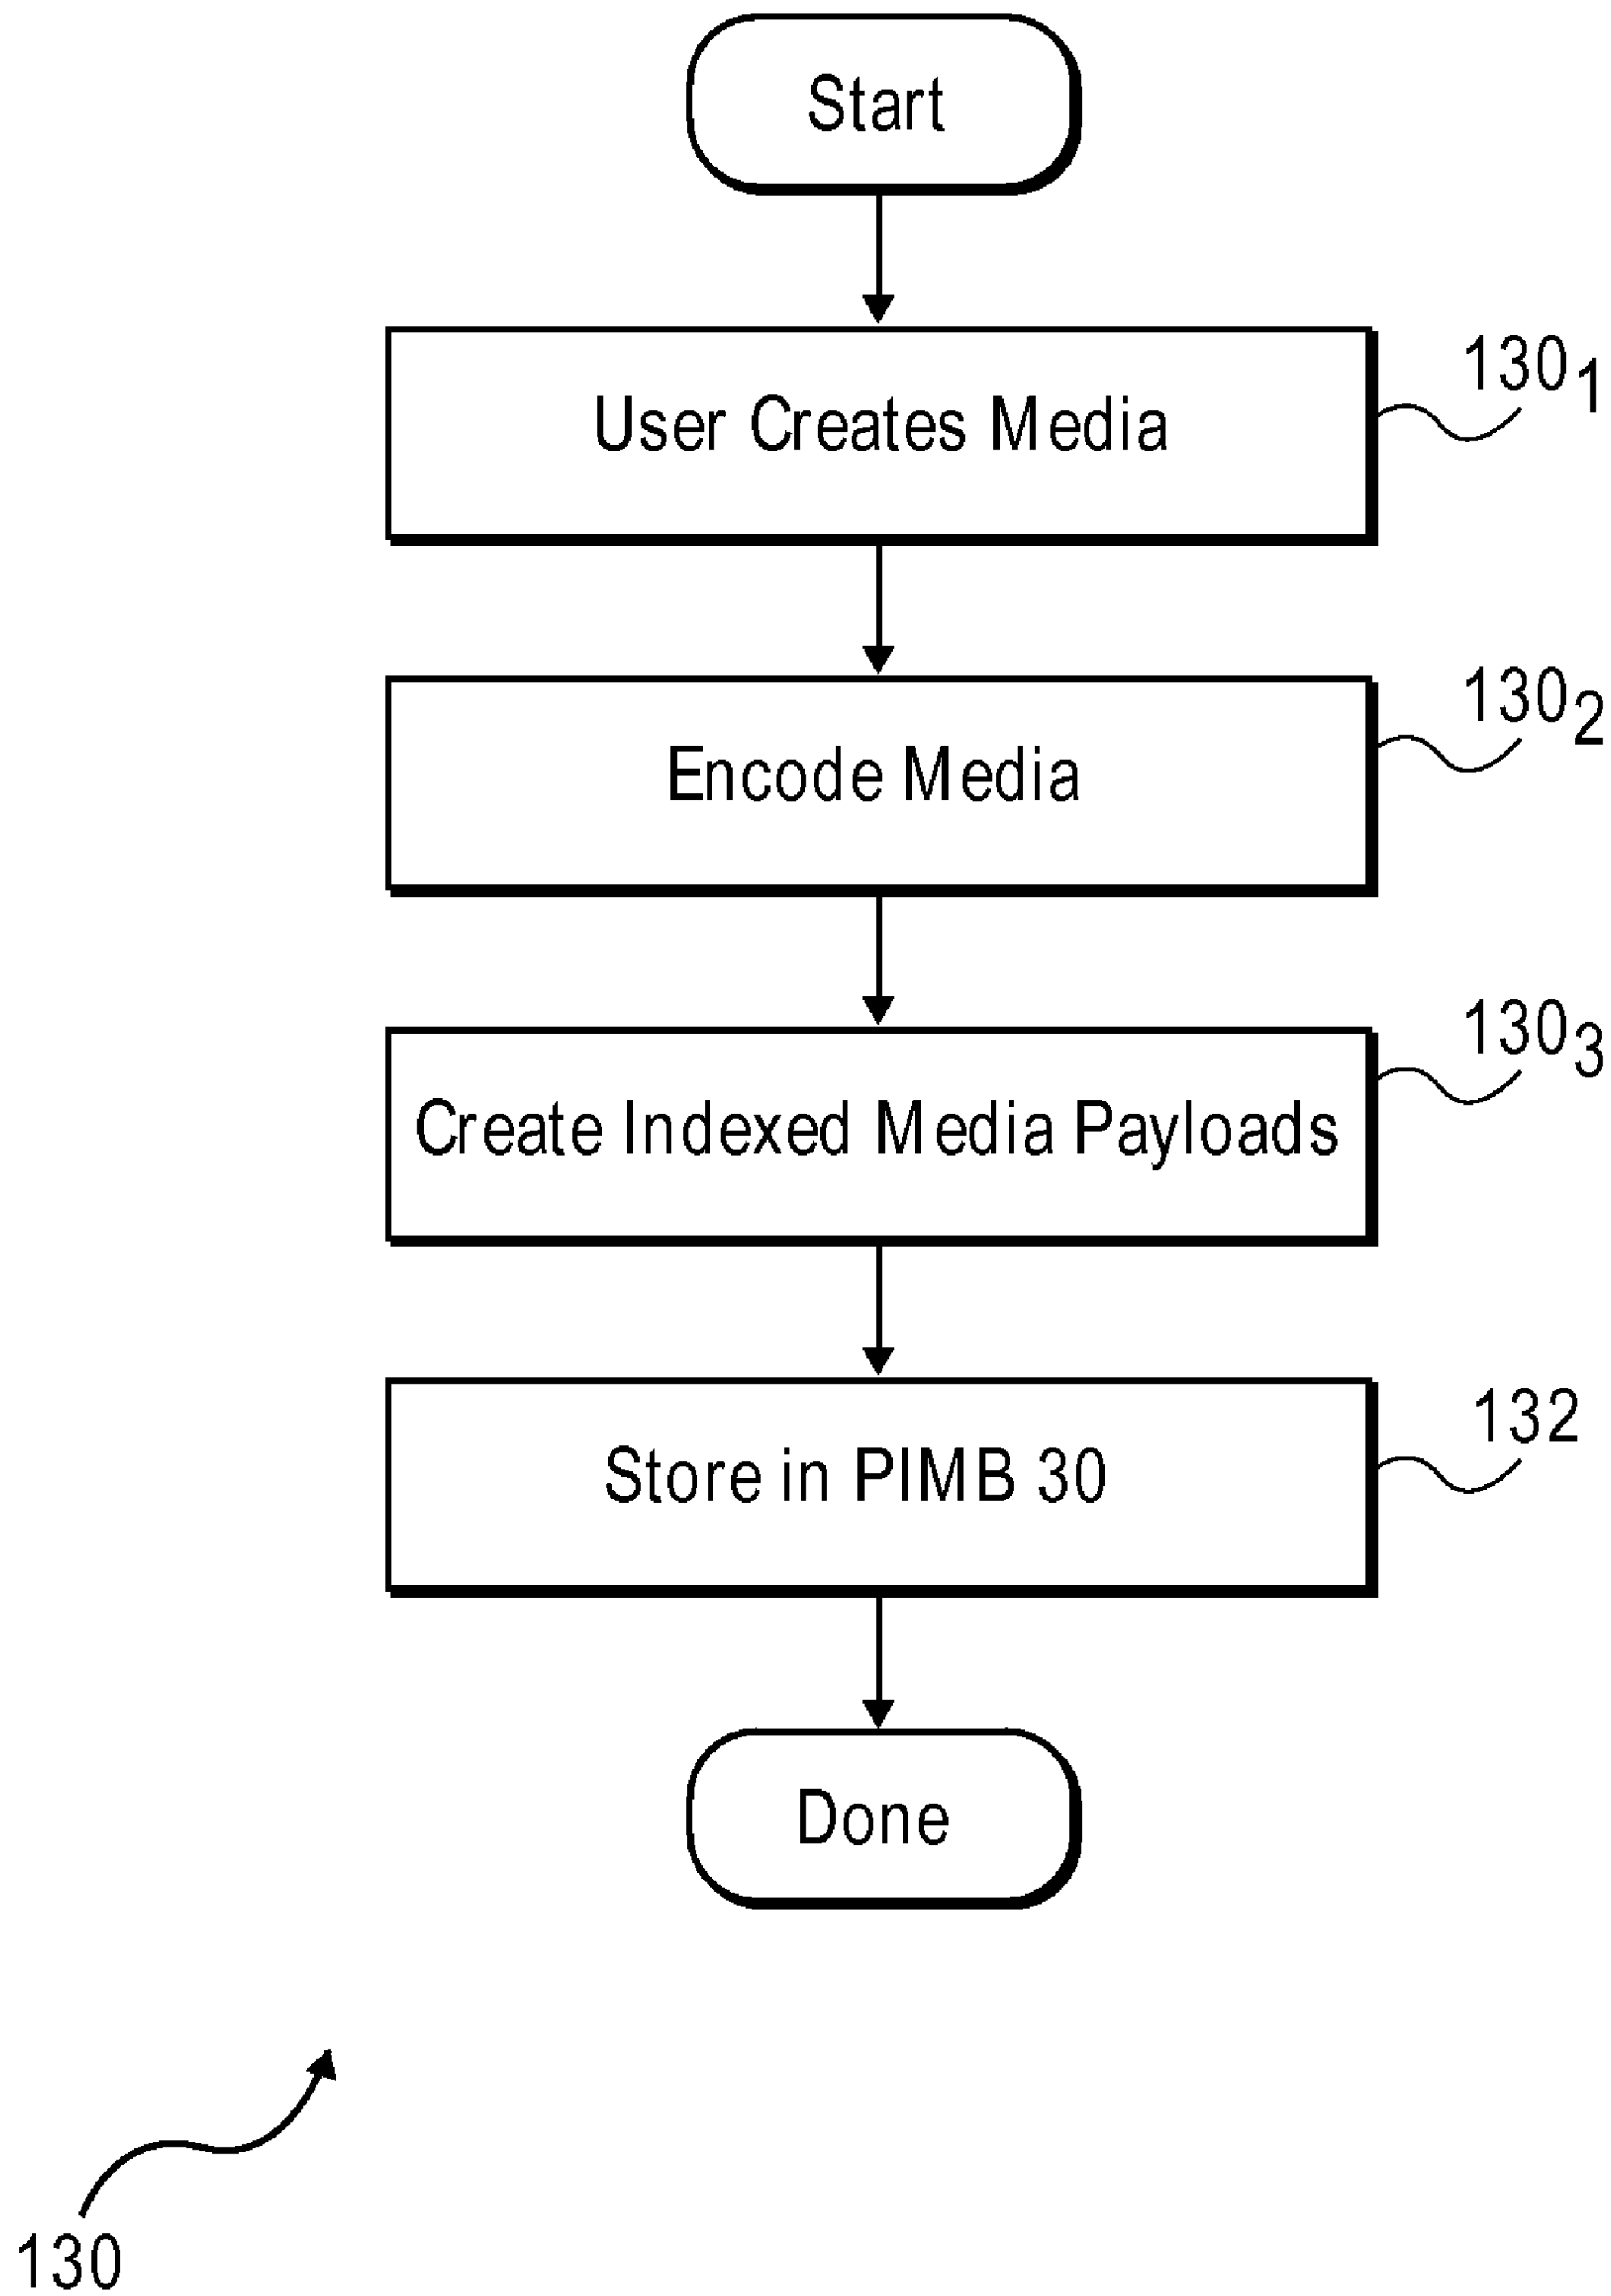 Start
User Creates Media
130₁
Encode Media
130₂
Create Indexed Media Payloads
130₃
Store in PIMB 30
132
Done
130